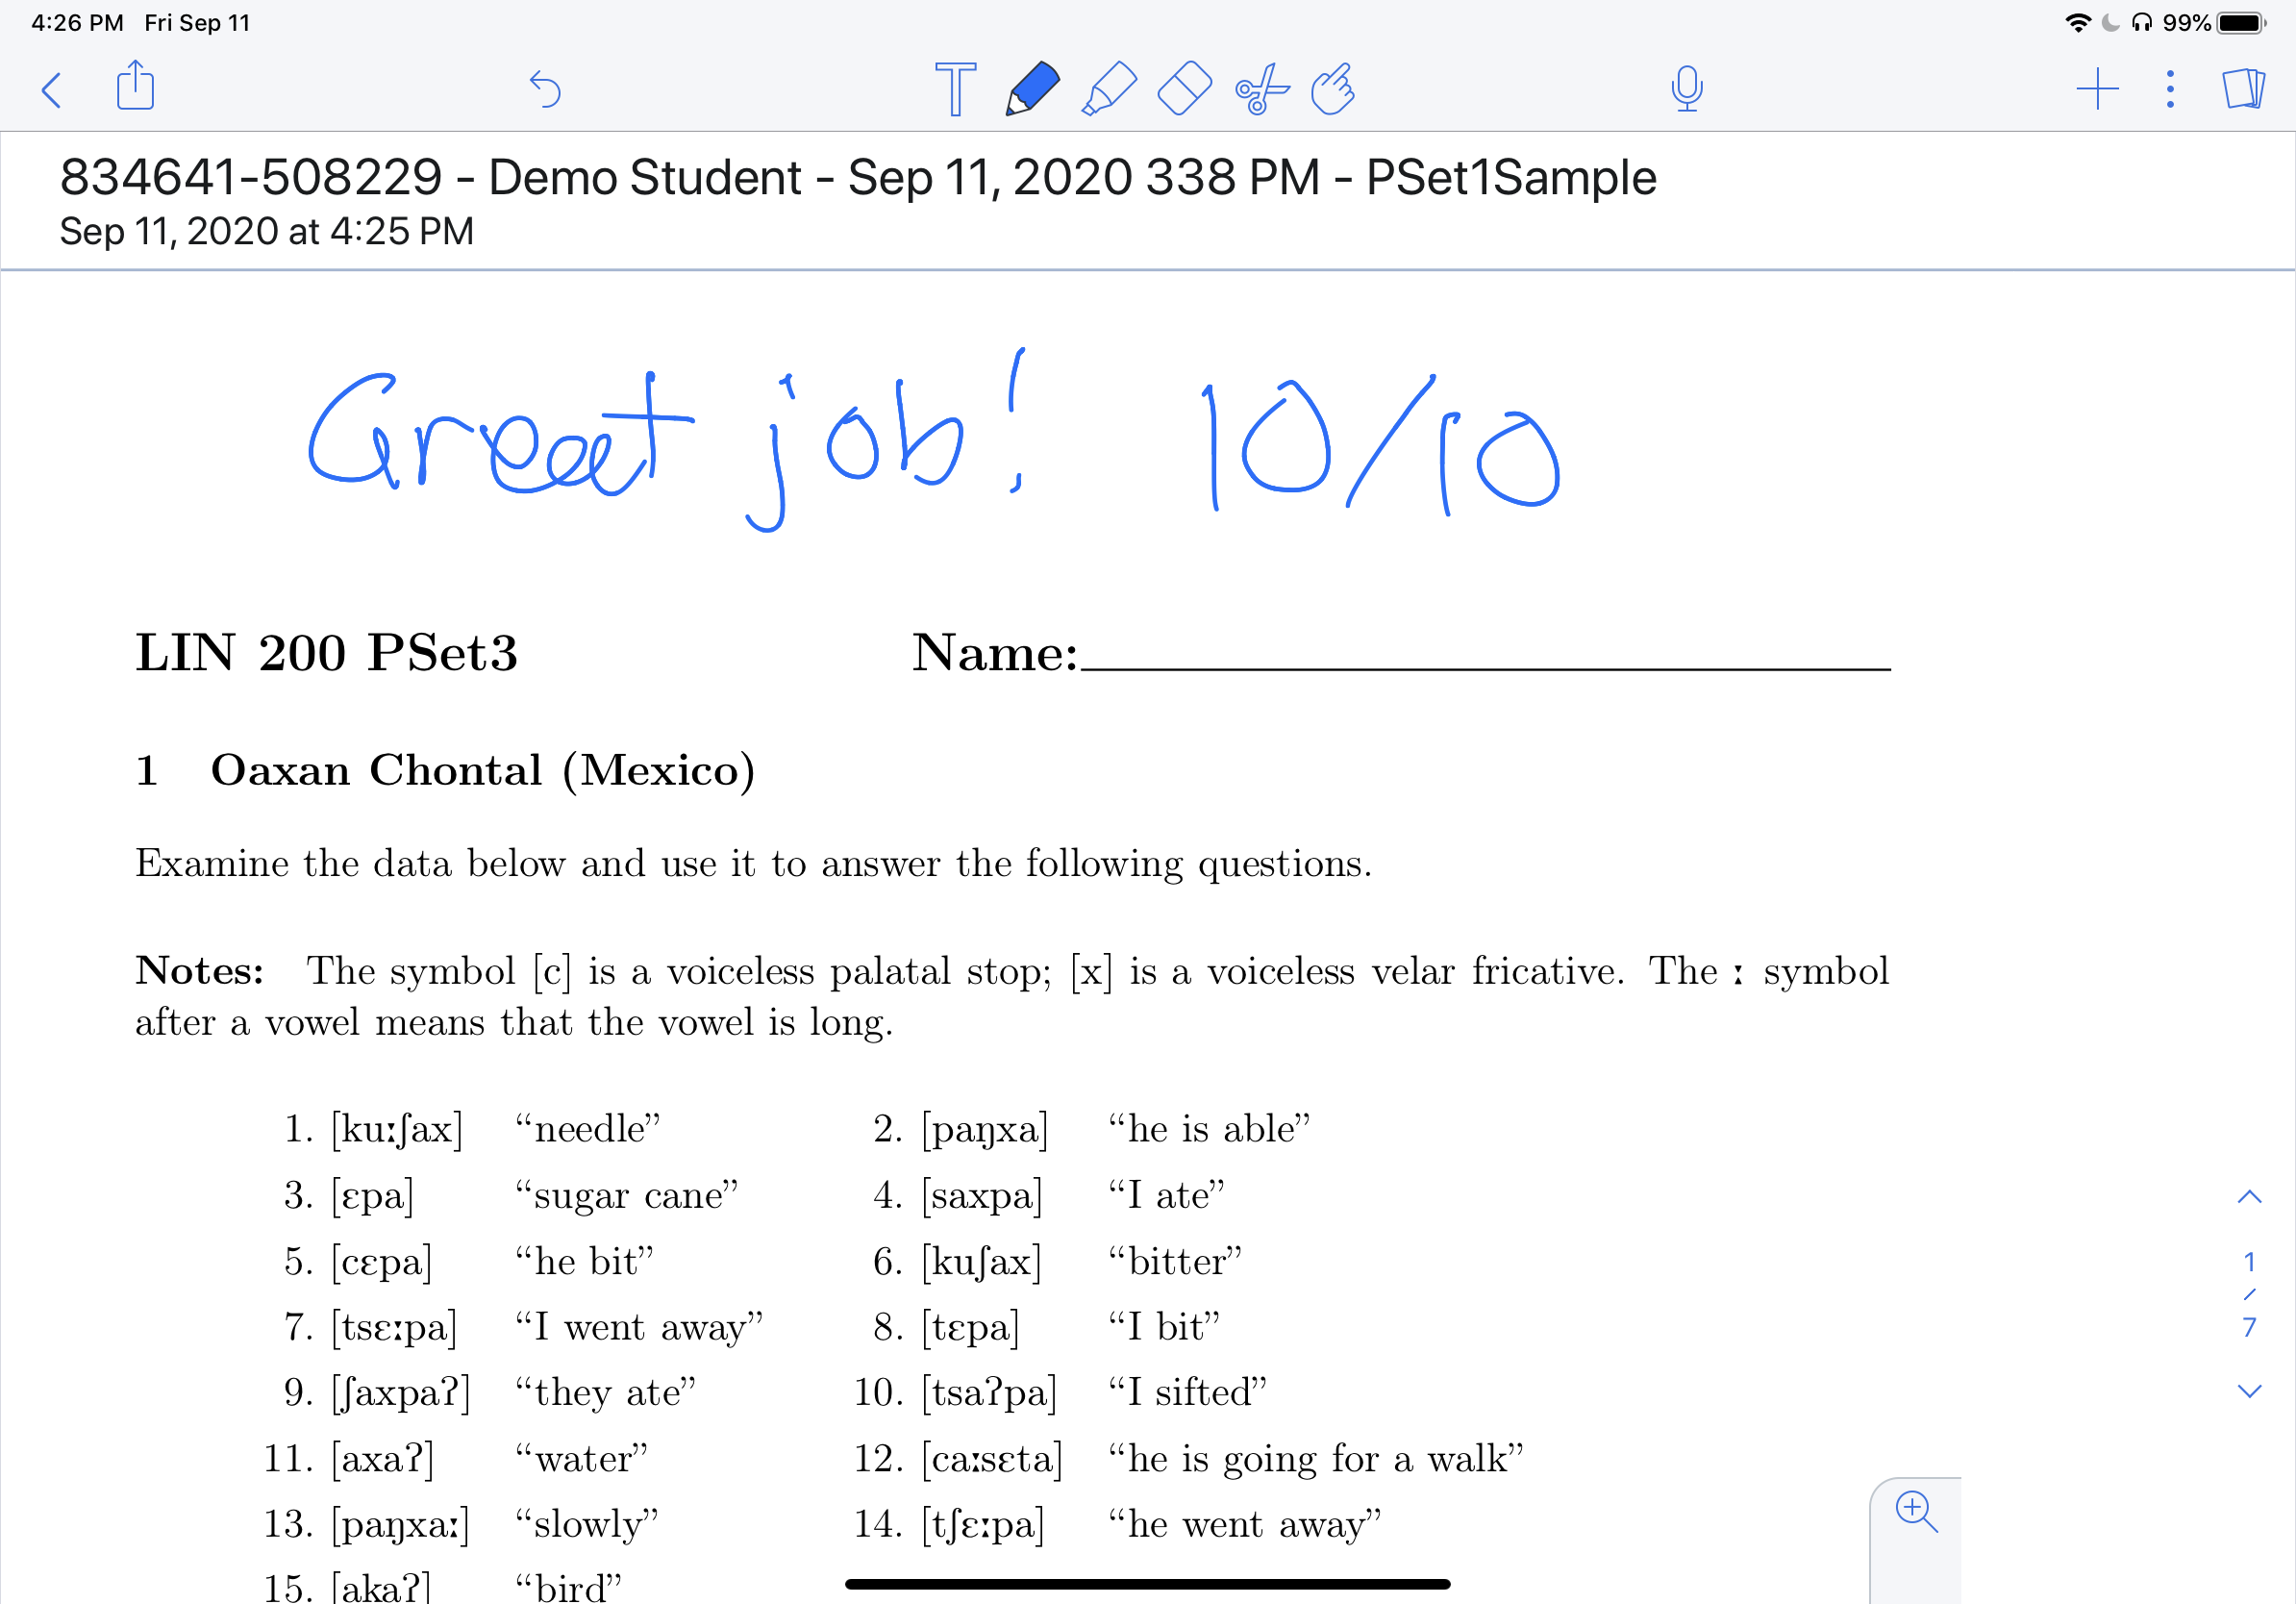 4:26 PM Fri Sep 11 99%
834641-508229 - Demo Student - Sep 11, 2020 338 PM - PSet1Sample
Sep 11, 2020 at 4:25 PM
Great job! 10/10
LIN 200 PSet3 Name:
1 Oaxan Chontal (Mexico)
Examine the data below and use it to answer the following questions.
Notes: The symbol [c] is a voiceless palatal stop; [x] is a voiceless velar fricative. The ː symbol
after a vowel means that the vowel is long.
1. [kuːʃax] “needle” 2. [paŋxa] “he is able”
3. [ɛpa] “sugar cane” 4. [saxpa] “I ate”
5. [cɛpa] “he bit” 6. [kuʃax] “bitter”
7. [tsɛːpa] “I went away” 8. [tɛpa] “I bit”
9. [ʃaxpaʔ] “they ate” 10. [tsaʔpa] “I sifted”
11. [axaʔ] “water” 12. [caːsɛta] “he is going for a walk”
13. [paŋxaː] “slowly” 14. [tʃɛːpa] “he went away”
15. [akaʔ] “bird”
1 / 7